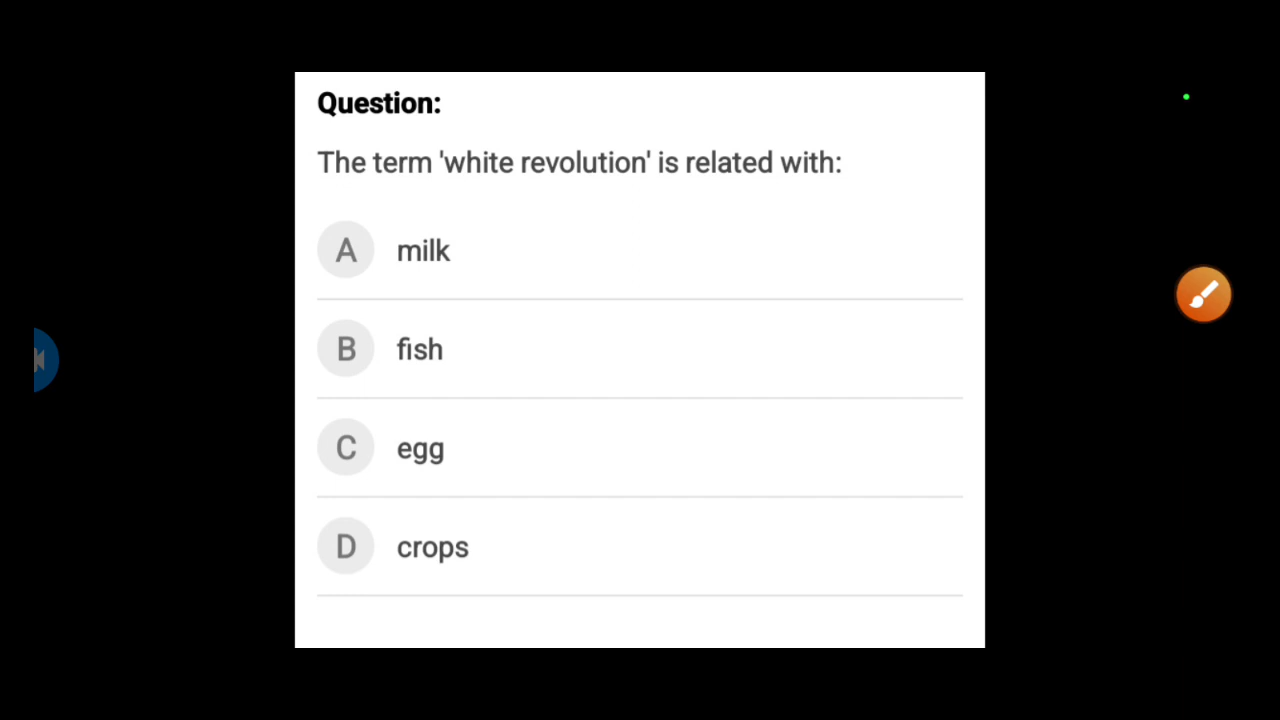 Question:
The term 'white revolution' is related with:
A milk
B fish
C egg
D crops